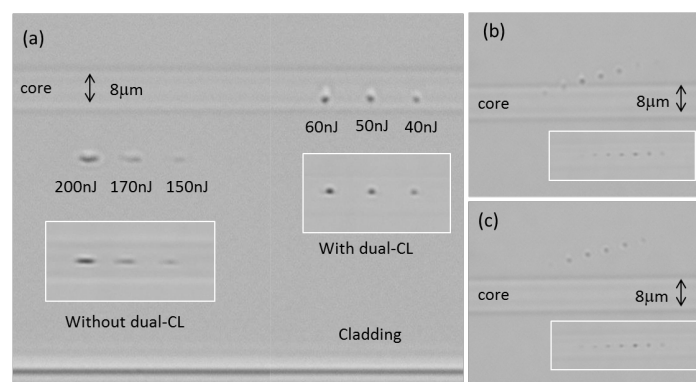 (a)
core
8μm
60nJ 50nJ 40nJ
200nJ 170nJ 150nJ
With dual-CL
Without dual-CL
Cladding
(b)
core
8μm
(c)
core
8μm